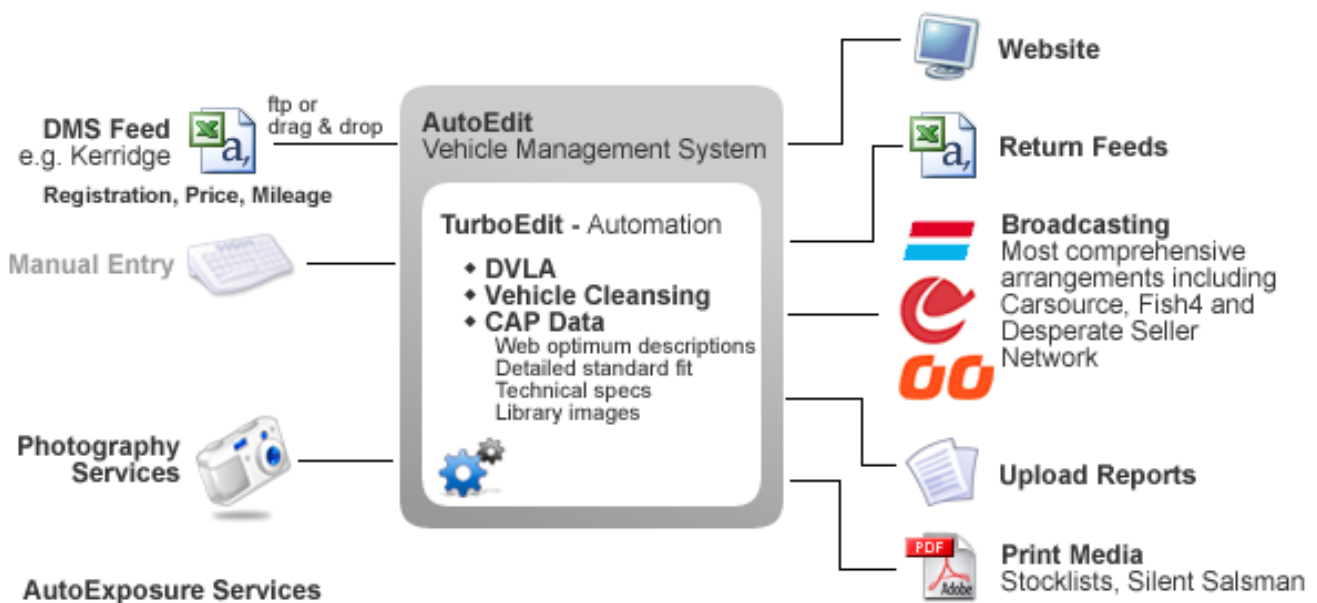 DMS Feed
e.g. Kerridge
a,
ftp or
drag & drop
Registration, Price, Mileage
Manual Entry
Photography
Services
AutoExposure Services
AutoEdit
Vehicle Management System
TurboEdit - Automation
◆ DVLA
◆ Vehicle Cleansing
◆ CAP Data
Web optimum descriptions
Detailed standard fit
Technical specs
Library images
Website
a,
Return Feeds
Broadcasting
Most comprehensive
arrangements including
Carsource, Fish4 and
Desperate Seller
Network
Upload Reports
PDF
Adobe
Print Media
Stocklists, Silent Salsman